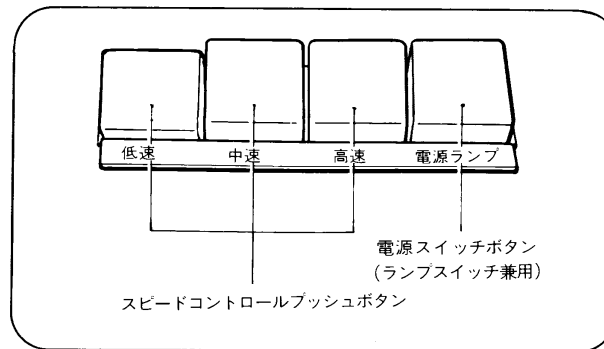 低速 中速 高速 電源ランプ
電源スイッチボタン
(ランプスイッチ兼用)
スピードコントロールプッシュボタン